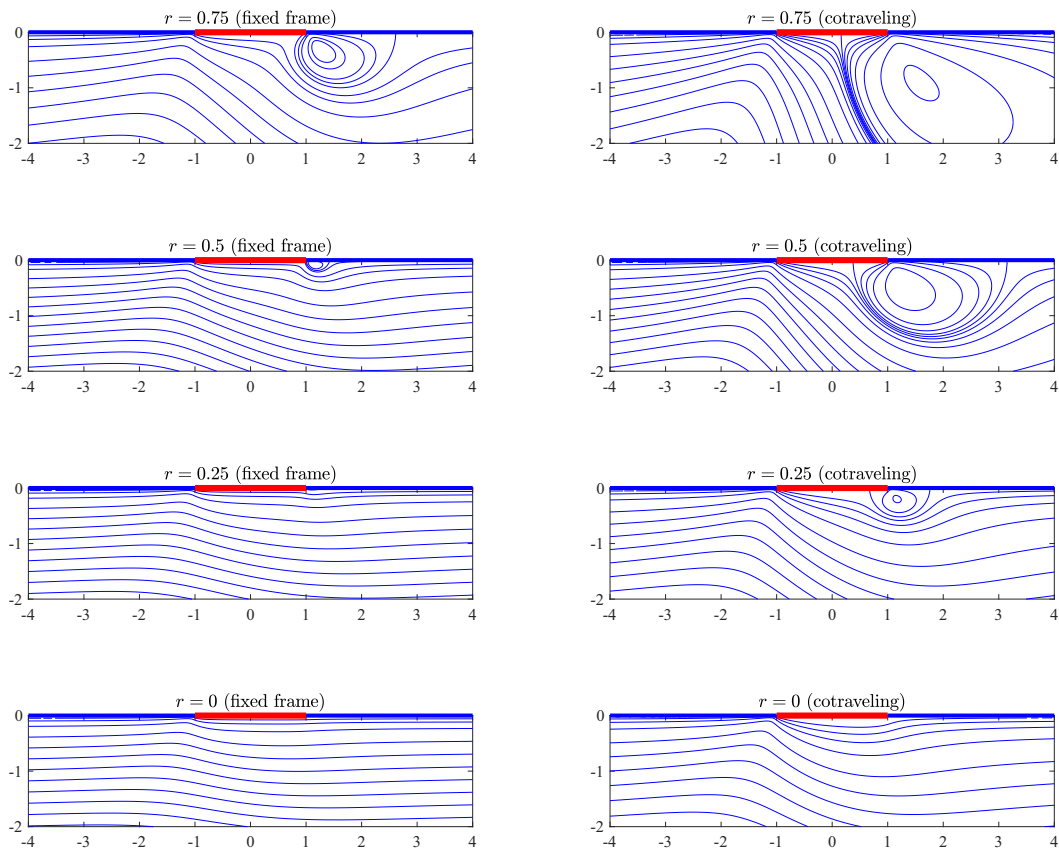 r = 0.75 (fixed frame)
r = 0.75 (cotraveling)
0
-1
-2
-4 -3 -2 -1 0 1 2 3 4
0
-1
-2
-4 -3 -2 -1 0 1 2 3 4
r = 0.5 (fixed frame)
r = 0.5 (cotraveling)
0
-1
-2
-4 -3 -2 -1 0 1 2 3 4
0
-1
-2
-4 -3 -2 -1 0 1 2 3 4
r = 0.25 (fixed frame)
r = 0.25 (cotraveling)
0
-1
-2
-4 -3 -2 -1 0 1 2 3 4
0
-1
-2
-4 -3 -2 -1 0 1 2 3 4
r = 0 (fixed frame)
r = 0 (cotraveling)
0
-1
-2
-4 -3 -2 -1 0 1 2 3 4
0
-1
-2
-4 -3 -2 -1 0 1 2 3 4